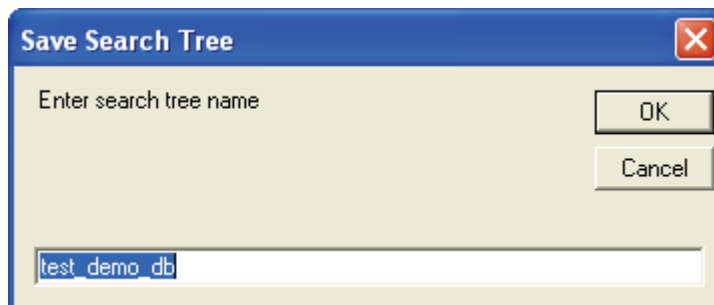 Save Search Tree
Enter search tree name
OK
Cancel
test_demo_db